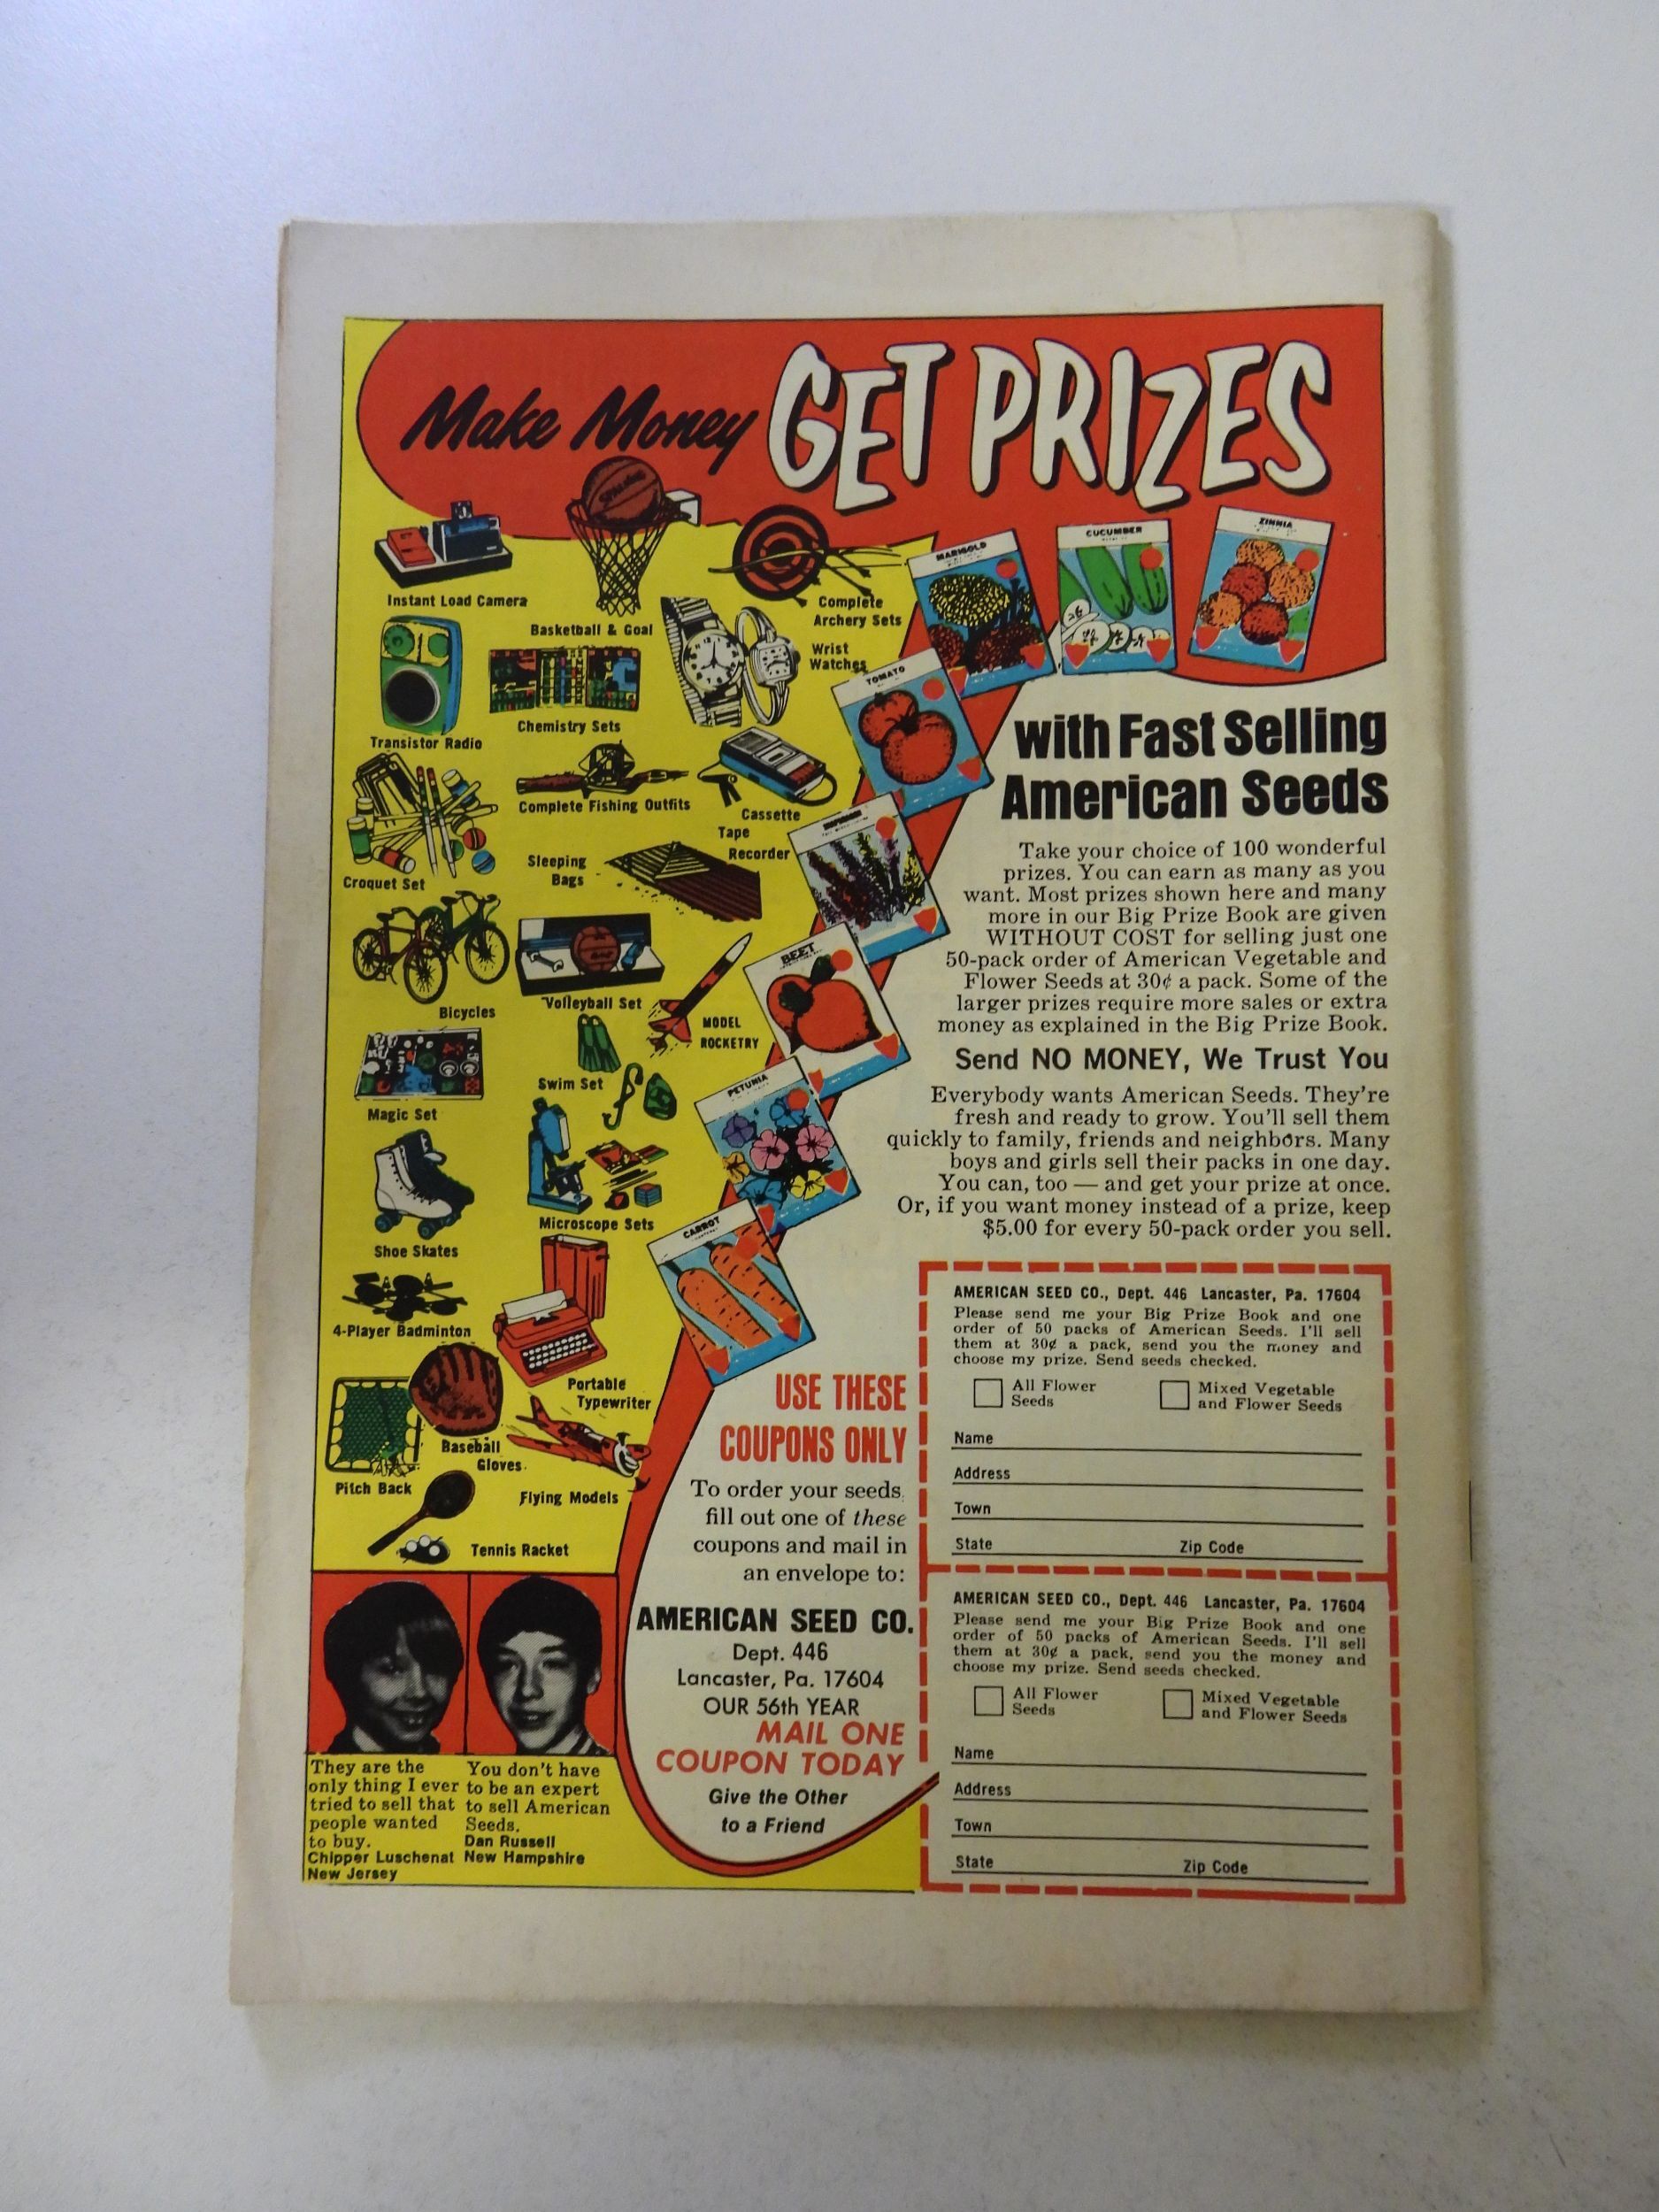 Make Money GET PRIZES
Instant Load Camera
Basketball & Goal
Complete
Archery Sets
Wrist
Watches
Transistor Radio
Chemistry Sets
Complete Fishing Outfits
Cassette
Tape
Recorder
Croquet Set
Sleeping
Bags
Bicycles
Volleyball Set
MODEL
ROCKETRY
Magic Set
Swim Set
Microscope Sets
Shoe Skates
4-Player Badminton
Portable
Typewriter
Baseball
Gloves
Pitch Back
Flying Models
Tennis Racket
MARIGOLD
CUCUMBER
ZINNIA
TOMATO
BEET
PETUNIA
CARROT
with Fast Selling
American Seeds
Take your choice of 100 wonderful
prizes. You can earn as many as you
want. Most prizes shown here and many
more in our Big Prize Book are given
WITHOUT COST for selling just one
50-pack order of American Vegetable and
Flower Seeds at 30¢ a pack. Some of the
larger prizes require more sales or extra
money as explained in the Big Prize Book.
Send NO MONEY, We Trust You
Everybody wants American Seeds. They're
fresh and ready to grow. You'll sell them
quickly to family, friends and neighbors. Many
boys and girls sell their packs in one day.
You can, too — and get your prize at once.
Or, if you want money instead of a prize, keep
$5.00 for every 50-pack order you sell.
USE THESE
COUPONS ONLY
To order your seeds
fill out one of these
coupons and mail in
an envelope to:
AMERICAN SEED CO.
Dept. 446
Lancaster, Pa. 17604
OUR 56th YEAR
MAIL ONE
COUPON TODAY
Give the Other
to a Friend
They are the
only thing I ever
tried to sell that
people wanted
to buy.
Chipper Luschenat
New Jersey
You don't have
to be an expert
to sell American
Seeds.
Dan Russell
New Hampshire
AMERICAN SEED CO., Dept. 446 Lancaster, Pa. 17604
Please send me your Big Prize Book and one
order of 50 packs of American Seeds. I'll sell
them at 30¢ a pack, send you the money and
choose my prize. Send seeds checked.
All Flower
Seeds
Mixed Vegetable
and Flower Seeds
Name
Address
Town
State Zip Code
AMERICAN SEED CO., Dept. 446 Lancaster, Pa. 17604
Please send me your Big Prize Book and one
order of 50 packs of American Seeds. I'll sell
them at 30¢ a pack, send you the money and
choose my prize. Send seeds checked.
All Flower
Seeds
Mixed Vegetable
and Flower Seeds
Name
Address
Town
State Zip Code